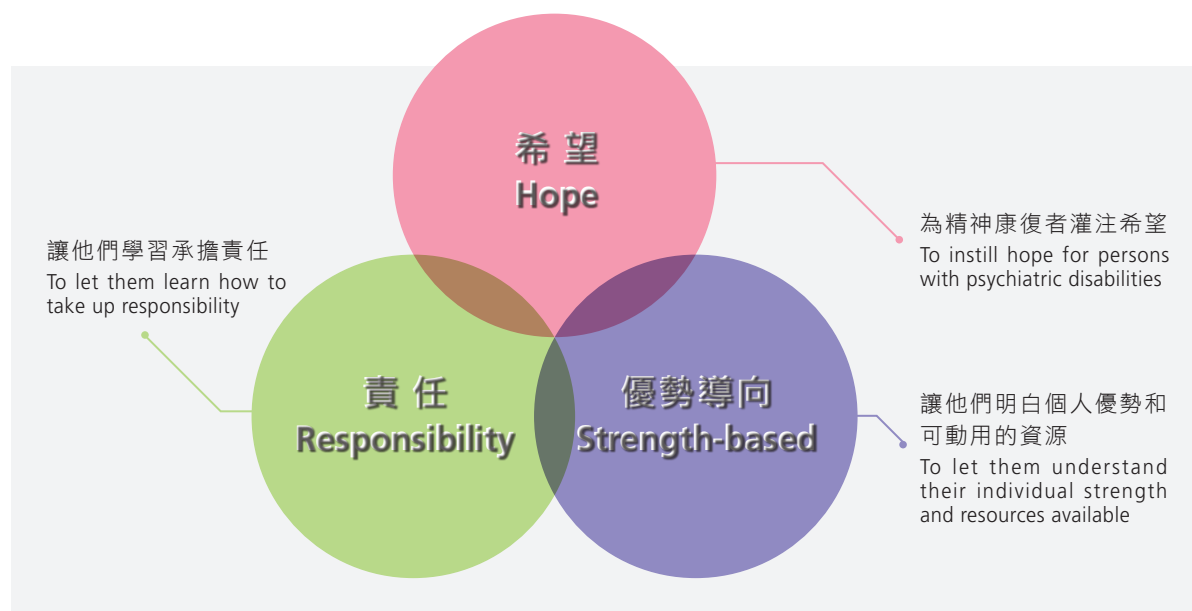 希望
Hope
為精神康復者灌注希望
To instill hope for persons
with psychiatric disabilities
讓他們學習承擔責任
To let them learn how to
take up responsibility
責任
Responsibility
優勢導向
Strength-based
讓他們明白個人優勢和
可動用的資源
To let them understand
their individual strength
and resources available